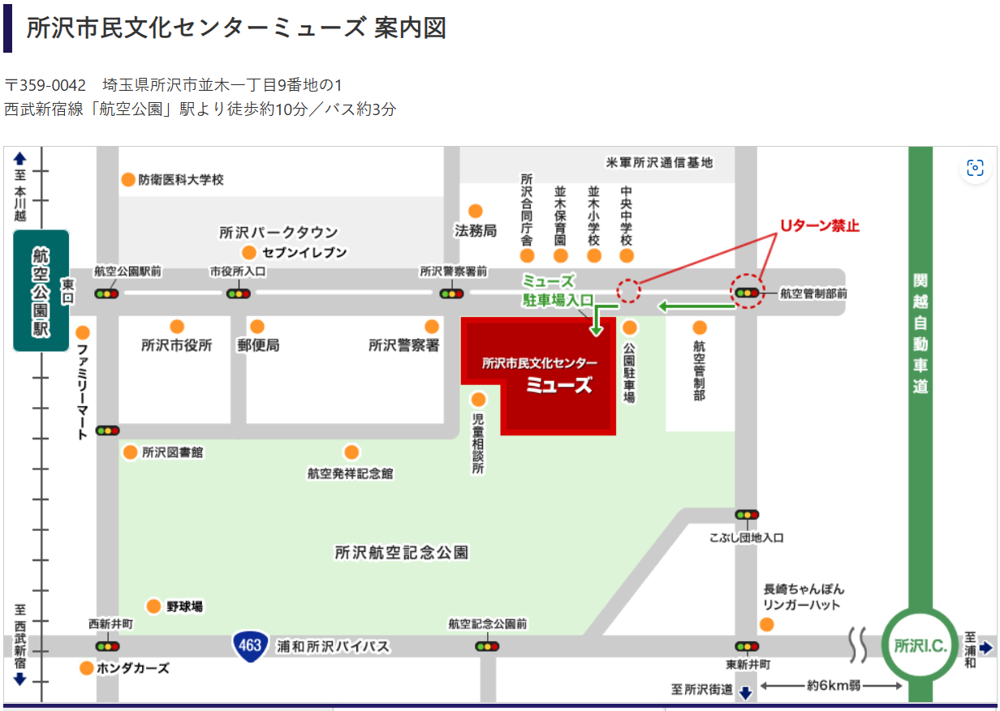 所沢市民文化センターミューズ 案内図
〒359-0042　埼玉県所沢市並木一丁目9番地の1
西武新宿線「航空公園」駅より徒歩約10分／バス約3分
至 本川越
防衛医科大学校
米軍所沢通信基地
所沢合同庁舎
並木保育園
並木小学校
中央中学校
法務局
Uターン禁止
所沢パークタウン
セブンイレブン
航空公園駅
東口
航空公園駅前
市役所入口
所沢警察署前
ミューズ
駐車場入口
航空管制部前
関越自動車道
ファミリーマート
所沢市役所
郵便局
所沢警察署
所沢市民文化センター
ミューズ
公園駐車場
航空管制部
児童相談所
所沢図書館
航空発祥記念館
所沢航空記念公園
こぶし団地入口
長崎ちゃんぽん
リンガーハット
野球場
至 西武新宿
西新井町
463
浦和所沢バイパス
航空記念公園前
東新井町
所沢I.C.
至 浦和
ホンダカーズ
至所沢街道
約6km弱